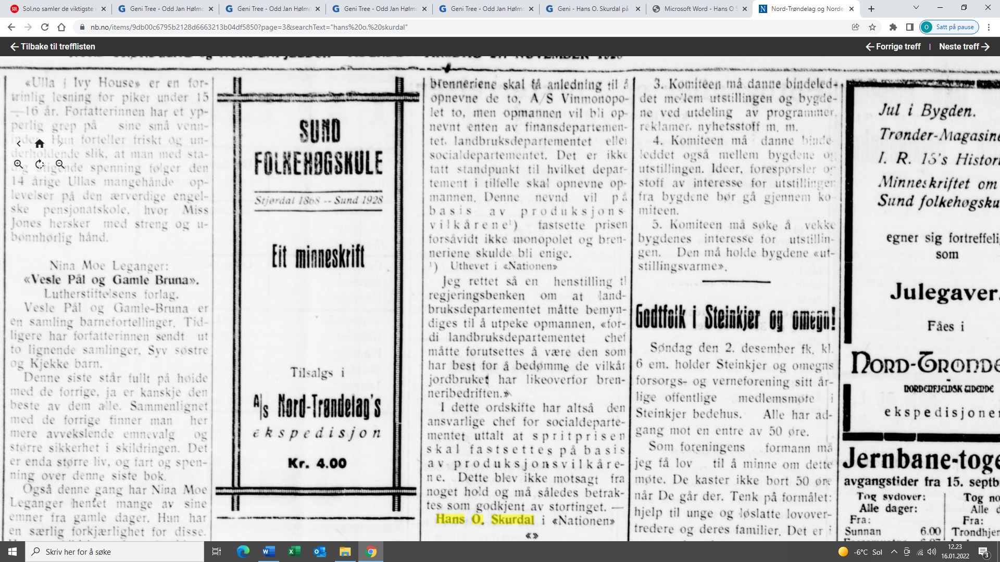 Sol.no samler de viktigste n
Geni Tree - Odd Jan Hølmo
Geni Tree - Odd Jan Hølmo
Geni Tree - Odd Jan Hølmo
Geni Tree - Odd Jan Hølmo
Geni - Hans O. Skurdal på
Microsoft Word - Hans O S
Nord-Trøndelag og Norden
nb.no/items/9db00c6795b2128d6663213b04df5850?page=3&searchText="hans%20o.%20skurdal"
O Satt på pause
Tilbake til trefflisten
Forrige treff | Neste treff
«Ulla i Ivy House» er en for-
trinlig lesning for piker under 15
—16 år. Forfatterinnen har et yp-
perlig grep på sine små venn-
inder. Hun forteller friskt og un-
derholdende slik, at man med sta-
dig stigende spenning følger den
14 årige Ullas mangehånde op-
levelser på den ærverdige engel-
ske pensjonatskole, hvor Miss
Jones hersker med streng og u-
bønnhørlig hånd.
Nina Moe Leganger:
«Vesle Pål og Gamle Bruna».
Lutherstiftelsens forlag.
Vesle Pål og Gamle-Bruna er
en samling barnefortellinger. Tid-
ligere har forfatterinnen sendt ut
to lignende samlinger, Syv søstre
og Kjekke barn.
Denne siste står fullt på høide
med de forrige, ja er kanskje den
beste av dem alle. Sammenlignet
med de forrige finner man her
mere avvekslende emnevalg og
større sikkerhet i skildringen. Det
er enda større liv, og fart og spen-
ning over denne siste bok.
Også denne gang har Nina Moe
Leganger hentet mange av sine
emner fra gamle dager. Hun har
en særlig forkjærlighet for disse.
SUND
FOLKEHØGSKULE
Stjørdal 1868 -- Sund 1928
Eit minneskrift
Tilsalgs i
A/s Nord-Trøndelag's
ekspedisjon
Kr. 4.00
brenneriene skal få anledning til å
opnevne de to, A/S Vinmonopo-
let to, men opmannen vil bli op-
nevnt enten av finansdepartemen-
tet, landbruksdepartementet eller
socialdepartementet. Det er ikke
tatt standpunkt til hvilket depar-
tement i tilfelle skal opnevne op-
mannen. Denne nevnd vil på
basis av produksjons-
vilkårene¹) fastsette prisen
forsåvidt ikke monopolet og bren-
neriene skulde bli enige.
¹) Uthevet i «Nationen»
Jeg rettet så en henstilling ti
regjeringsbenken om at land-
bruksdepartementet måtte bemyn-
diges til å utpeke opmannen, «for-
di landbruksdepartementet chef
måtte forutsettes å være den som
har best for å bedømme de vilkår
jordbruket har likeoverfor bren-
neribedriften.»
I dette ordskifte har altså den
ansvarlige chef for socialdeparte-
mentet uttalt at spritprisen
skal fastsettes på basis
av produksjonsvilkåre-
ne. Dette blev ikke motsagt fra
noget hold og må således betrak-
tes som godkjent av stortinget. —
Hans O. Skurdal i «Nationen»
«»
3. Komiteen må danne bindeled-
det mellem utstillingen og bygde-
ne ved utdeling av programmer,
reklamer, nyhetsstoff m. m.
4. Komiteen må danne binde-
leddet også mellem bygdene og
utstillingen. Ideer, forespørsler og
stoff av interesse for utstillingen
fra bygdene bør gå gjennem ko-
miteen.
5. Komiteen må søke å vekke
bygdenes interesse for utstillin-
gen. Den må holde bygdene «ut-
stillingsvarme».
Godtfolk i Steinkjer og omegn!
Søndag den 2. desember fk. kl.
6 em. holder Steinkjer og omegns
forsorgs- og verneforening sitt år-
lige offentlige medlemsmøte i
Steinkjer bedehus. Alle har ad-
gang mot en entre av 50 øre.
Som foreningens formann må
jeg få lov til å minne om dette
møte. De kaster ikke bort 50 øre
når De går der. Tenk på formålet:
hjelp til unge og løslatte lovover-
tredere og deres familier. Det er i
Jul i Bygden.
Trønder-Magasine
I. R. 13's Histori
Minneskriftet om
Sund folkehøgsku
egner sig fortreffeli
som
Julegaver.
Fåes i
NORD-TRØNDE
NORDENFJELDSK TIDENDE
ekspedisjoner
Jernbane-toge
avgangstider fra 15. septb
Tog sydover:
Alle dager:
Fra:
Sunnan 6.00
Tog no
Alle d
Fra:
Trondhjen
Skriv her for å søke
-6°C Sol
12.23
16.01.2022
3